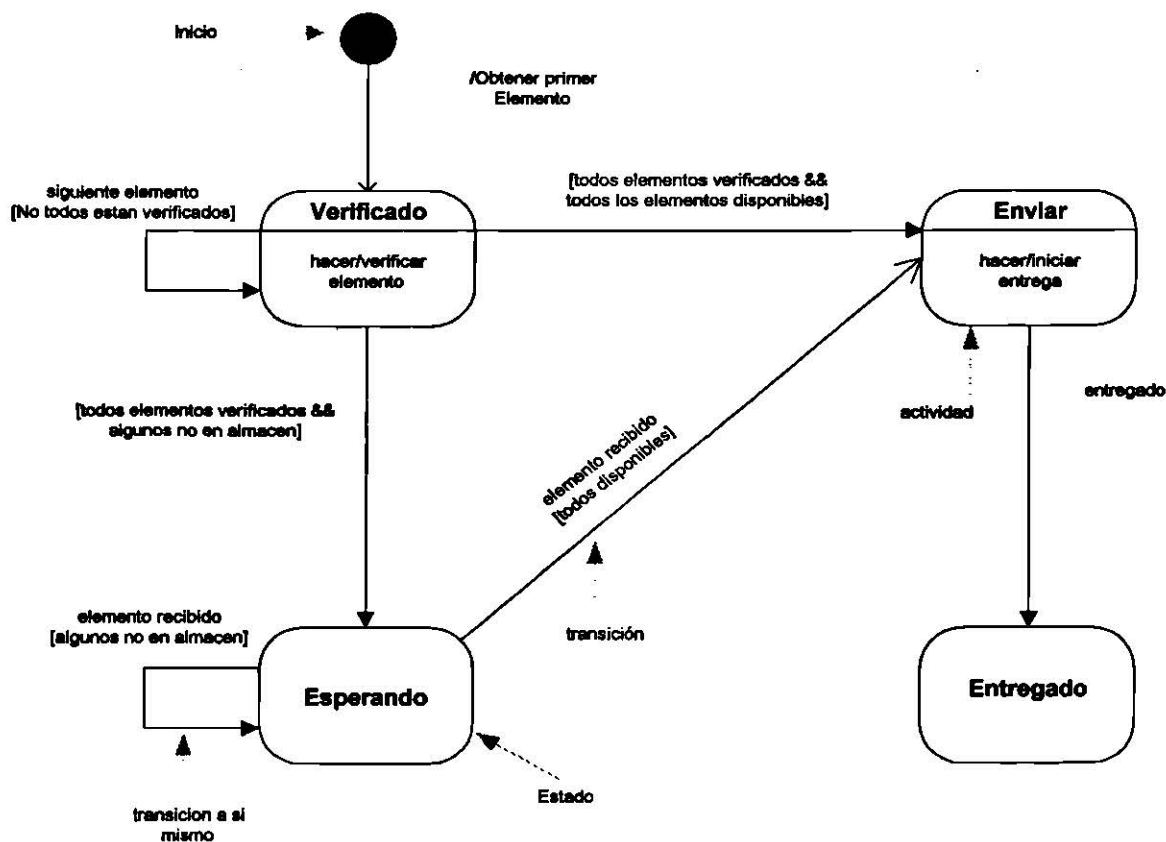 Inicio
/Obtener primer
Elemento
siguiente elemento
[No todos estan verificados]
[todos elementos verificados &&
todos los elementos disponibles]
Verificado
hacer/verificar
elemento
Enviar
hacer/iniciar
entrega
[todos elementos verificados &&
algunos no en almacen]
elemento recibido
[todos disponibles]
actividad
entregado
elemento recibido
[algunos no en almacen]
transición
Esperando
Entregado
Estado
transicion a si
mismo